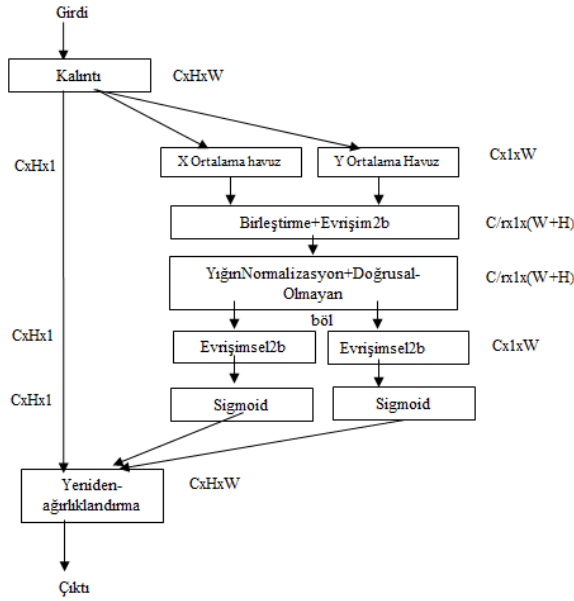 Girdi
Kalıntı
CxHxW
CxHx1
X Ortalama havuz
Y Ortalama Havuz
Cx1xW
Birleştirme+Evrişim2b
C/rx1x(W+H)
YığınNormalizasyon+Doğrusal-
Olmayan
C/rx1x(W+H)
böl
CxHx1
Evrişimsel2b
Evrişimsel2b
Cx1xW
CxHx1
Sigmoid
Sigmoid
Yeniden-
ağırlıklandırma
CxHxW
Çıktı